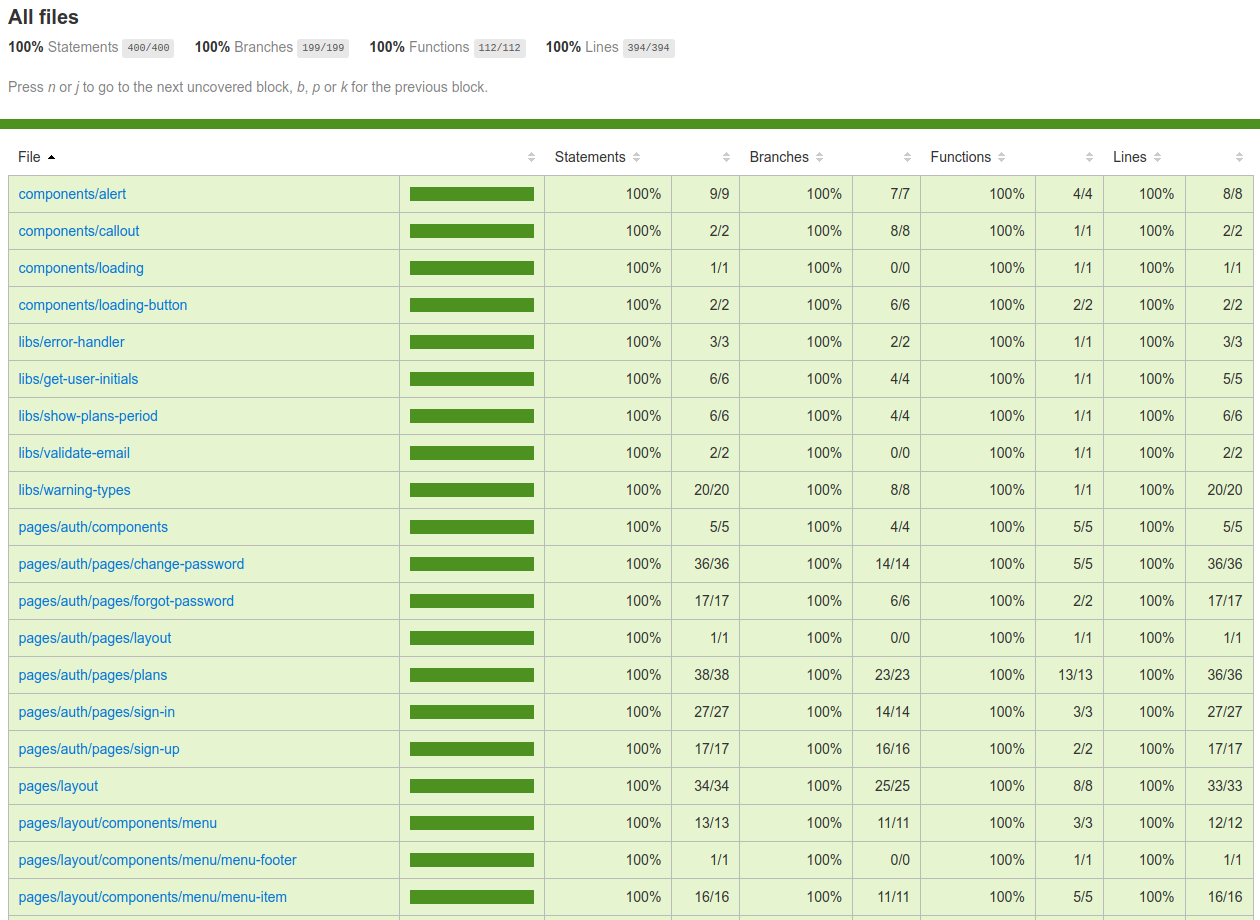 All files
100% Statements 400/400 100% Branches 199/199 100% Functions 112/112 100% Lines 394/394
Press n or j to go to the next uncovered block, b, p or k for the previous block.
File Statements Branches Functions Lines
components/alert 100% 9/9 100% 7/7 100% 4/4 100% 8/8
components/callout 100% 2/2 100% 8/8 100% 1/1 100% 2/2
components/loading 100% 1/1 100% 0/0 100% 1/1 100% 1/1
components/loading-button 100% 2/2 100% 6/6 100% 2/2 100% 2/2
libs/error-handler 100% 3/3 100% 2/2 100% 1/1 100% 3/3
libs/get-user-initials 100% 6/6 100% 4/4 100% 1/1 100% 5/5
libs/show-plans-period 100% 6/6 100% 4/4 100% 1/1 100% 6/6
libs/validate-email 100% 2/2 100% 0/0 100% 1/1 100% 2/2
libs/warning-types 100% 20/20 100% 8/8 100% 1/1 100% 20/20
pages/auth/components 100% 5/5 100% 4/4 100% 5/5 100% 5/5
pages/auth/pages/change-password 100% 36/36 100% 14/14 100% 5/5 100% 36/36
pages/auth/pages/forgot-password 100% 17/17 100% 6/6 100% 2/2 100% 17/17
pages/auth/pages/layout 100% 1/1 100% 0/0 100% 1/1 100% 1/1
pages/auth/pages/plans 100% 38/38 100% 23/23 100% 13/13 100% 36/36
pages/auth/pages/sign-in 100% 27/27 100% 14/14 100% 3/3 100% 27/27
pages/auth/pages/sign-up 100% 17/17 100% 16/16 100% 2/2 100% 17/17
pages/layout 100% 34/34 100% 25/25 100% 8/8 100% 33/33
pages/layout/components/menu 100% 13/13 100% 11/11 100% 3/3 100% 12/12
pages/layout/components/menu/menu-footer 100% 1/1 100% 0/0 100% 1/1 100% 1/1
pages/layout/components/menu/menu-item 100% 16/16 100% 11/11 100% 5/5 100% 16/16